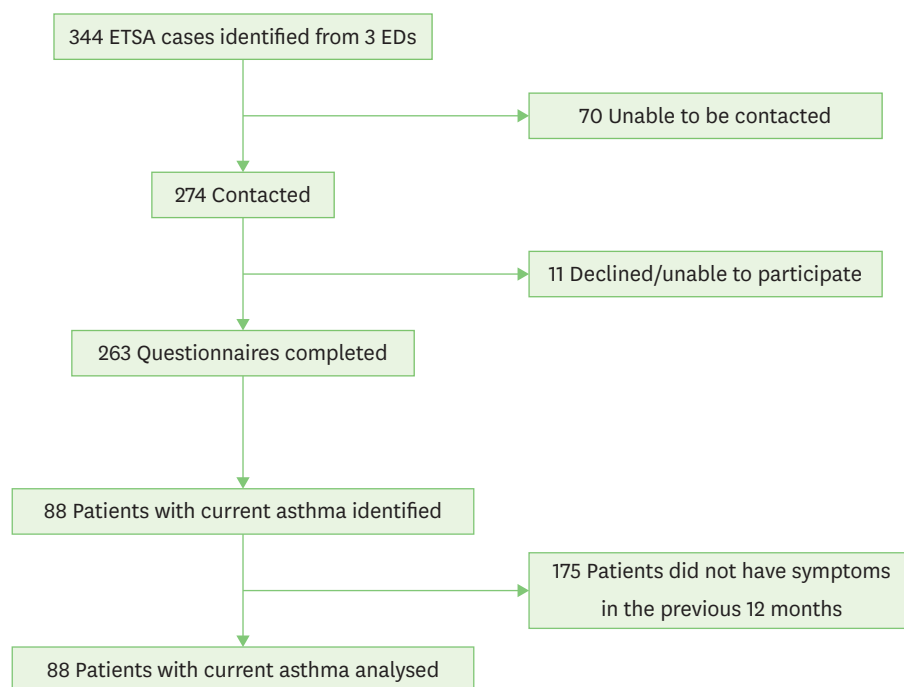 344 ETSA cases identified from 3 EDs
70 Unable to be contacted
274 Contacted
11 Declined/unable to participate
263 Questionnaires completed
88 Patients with current asthma identified
175 Patients did not have symptoms
in the previous 12 months
88 Patients with current asthma analysed